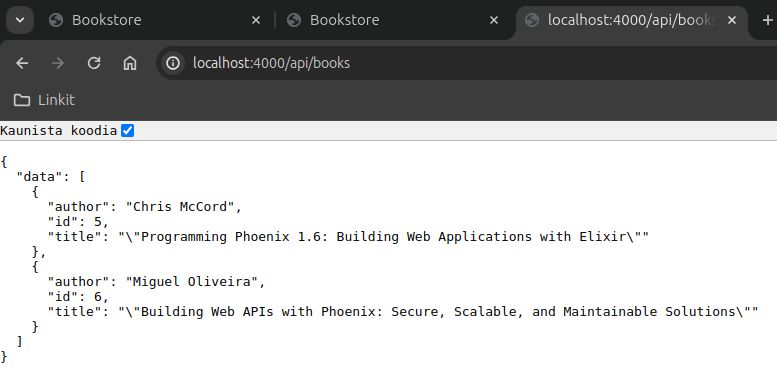 Bookstore
Bookstore
localhost:4000/api/books
localhost:4000/api/books
Linkit
Kaunista koodia
{
"data": [
{
"author": "Chris McCord",
"id": 5,
"title": "\"Programming Phoenix 1.6: Building Web Applications with Elixir\""
},
{
"author": "Miguel Oliveira",
"id": 6,
"title": "\"Building Web APIs with Phoenix: Secure, Scalable, and Maintainable Solutions\""
}
]
}